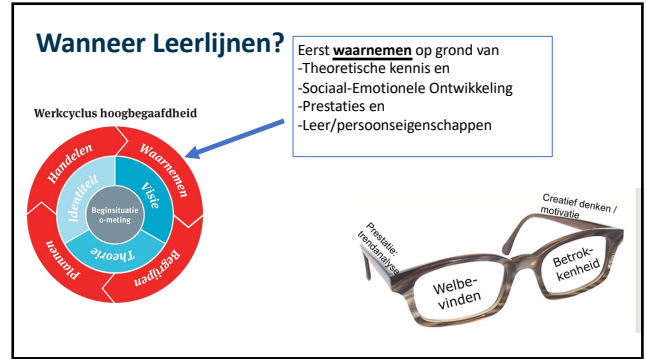 Wanneer Leerlijnen?
Eerst waarnemen op grond van
-Theoretische kennis en
-Sociaal-Emotionele Ontwikkeling
-Prestaties en
-Leer/persoonseigenschappen
Werkcyclus hoogbegaafdheid
Handelen
Waarnemen
Identiteit
Visie
Beginsituatie
0-meting
Theorie
Plannen
Begrijpen
Prestatie:
trendanalyse
Creatief denken /
motivatie
Welbe-
vinden
Betrok-
kenheid